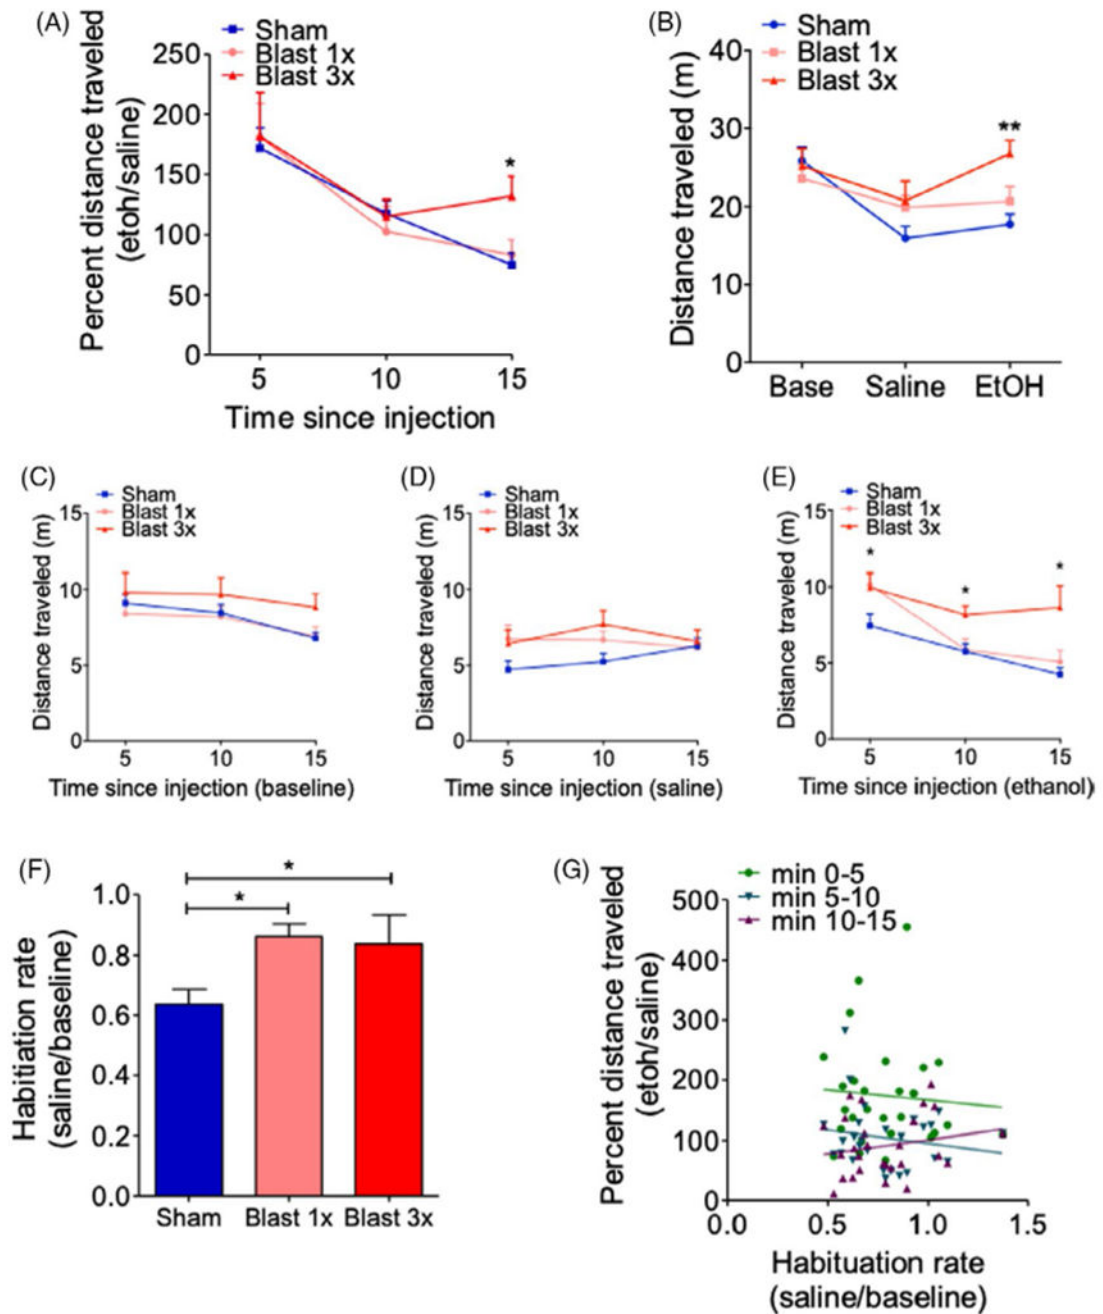 (A)
Sham
Blast 1x
Blast 3x
Percent distance traveled
(etoh/saline)
250
200
150
100
50
0
*
5 10 15
Time since injection
(B)
Sham
Blast 1x
Blast 3x
Distance traveled (m)
40
30
20
10
0
**
Base Saline EtOH
(C)
Sham
Blast 1x
Blast 3x
Distance traveled (m)
15
10
5
0
5 10 15
Time since injection (baseline)
(D)
Sham
Blast 1x
Blast 3x
Distance traveled (m)
15
10
5
0
5 10 15
Time since injection (saline)
(E)
Sham
Blast 1x
Blast 3x
Distance traveled (m)
15
10
5
0
* * *
5 10 15
Time since injection (ethanol)
(F)
Habitiation rate
(saline/baseline)
1.0
0.8
0.6
0.4
0.2
0.0
*
*
Sham Blast 1x Blast 3x
(G)
min 0-5
min 5-10
min 10-15
Percent distance traveled
(etoh/saline)
500
400
300
200
100
0
0.0 0.5 1.0 1.5
Habituation rate
(saline/baseline)